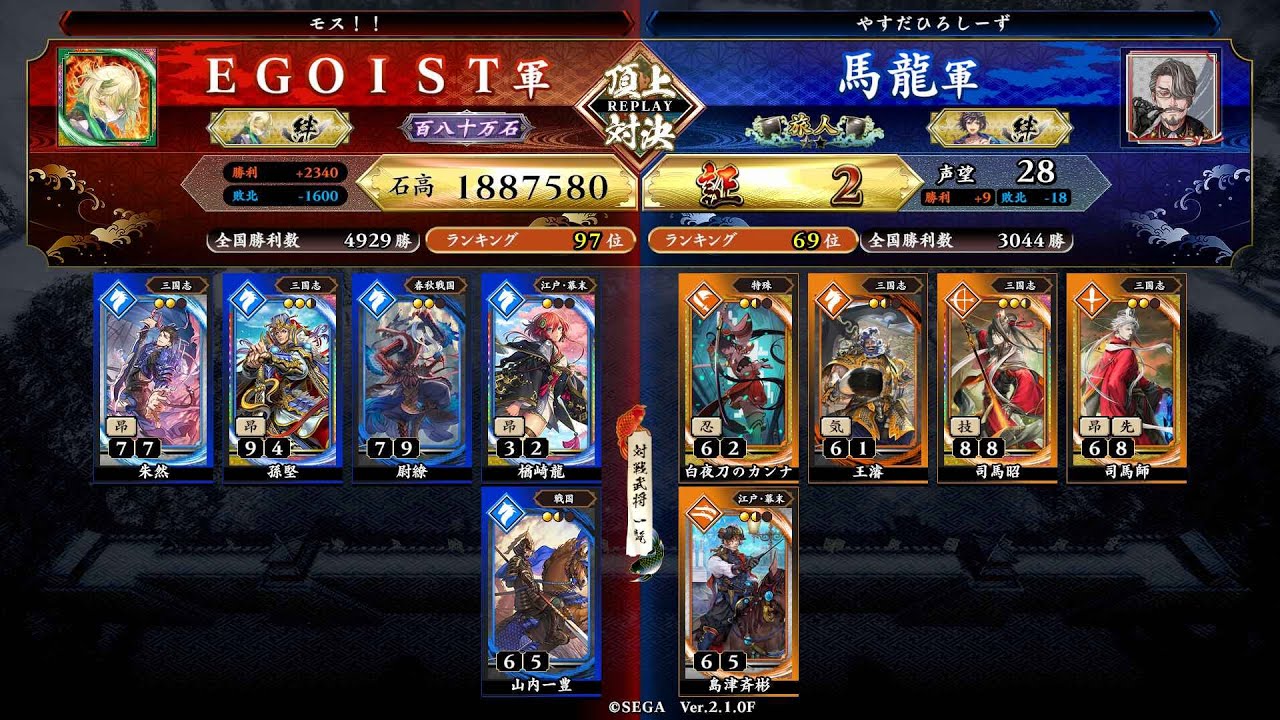 モス！！
やすだひろしーず
EGOIST軍
頂上
REPLAY
対決
馬龍軍
絆
百八十万石
旅人
絆
勝利 +2340
敗北 -1600
石高 1887580
証 2
声望 28
勝利 +9 敗北 -18
全国勝利数 4929勝
ランキング 97位
ランキング 69位
全国勝利数 3044勝
三国志
三国志
春秋戦国
江戸・幕末
特殊
三国志
三国志
三国志
昴
昴
昴
忍
気
技
昴 先
7 7
9 4
7 9
3 2
6 2
6 1
8 8
6 8
朱然
孫堅
尉繚
楢崎龍
白夜刀のカンナ
王濬
司馬昭
司馬師
対戦武将一覧
戦国
江戸・幕末
6 5
6 5
山内一豊
島津斉彬
©SEGA Ver.2.1.0F